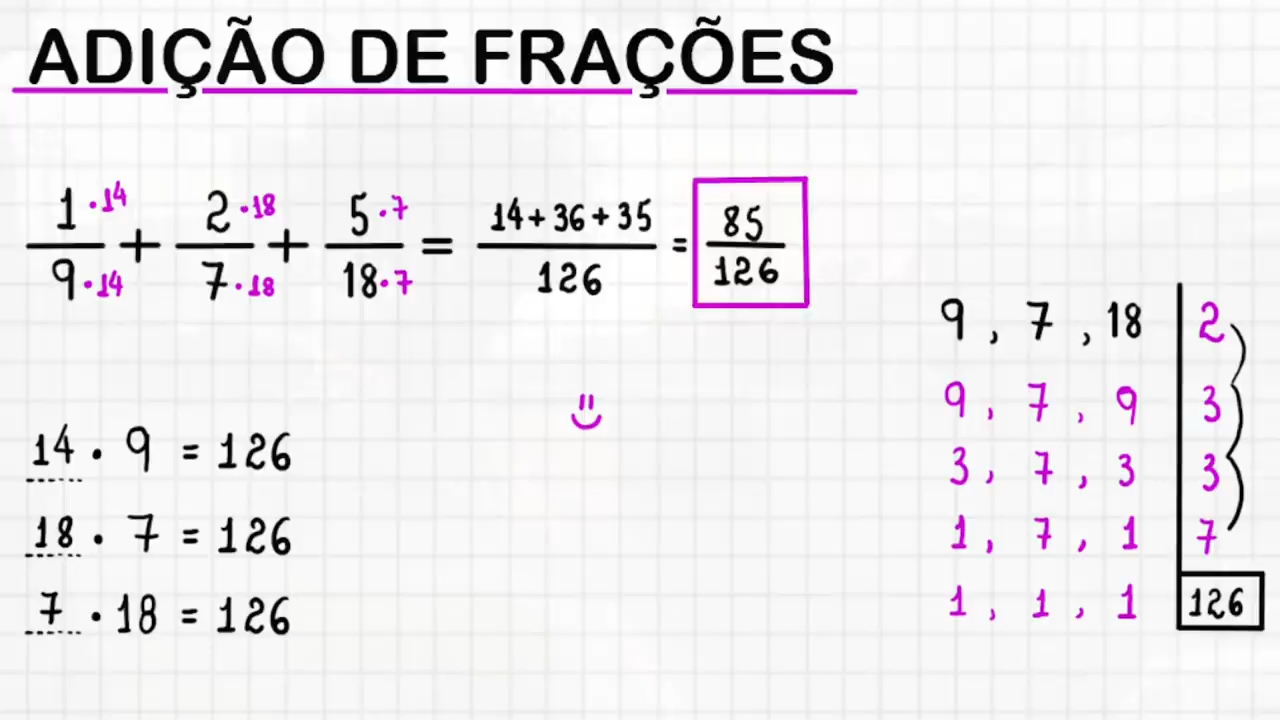 ADIÇÃO DE FRAÇÕES
1·14 / 9·14 + 2·18 / 7·18 + 5·7 / 18·7 = 14+36+35 / 126 = 85 / 126
14 · 9 = 126
18 · 7 = 126
7 · 18 = 126
9 , 7 , 18 | 2
9 , 7 , 9 | 3
3 , 7 , 3 | 3
1 , 7 , 1 | 7
1 , 1 , 1 | 126